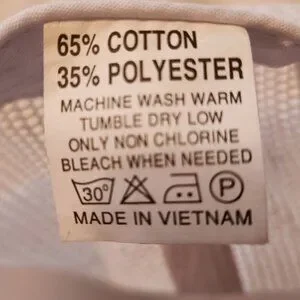 65% COTTON
35% POLYESTER
MACHINE WASH WARM
TUMBLE DRY LOW
ONLY NON CHLORINE
BLEACH WHEN NEEDED
30° P
MADE IN VIETNAM